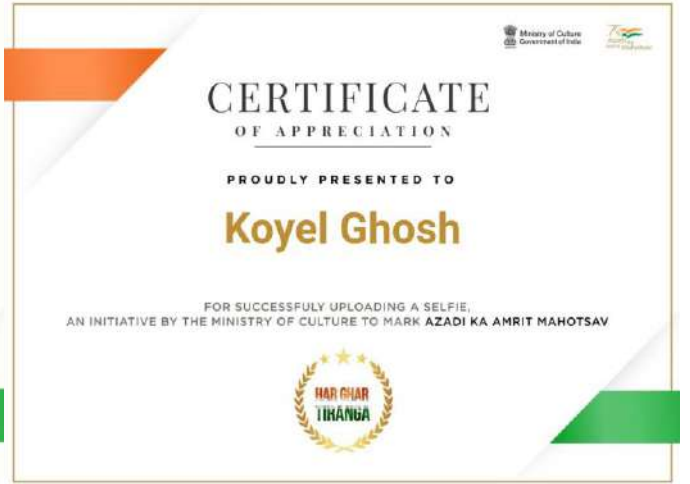 Ministry of Culture
Government of India
CERTIFICATE
OF APPRECIATION
PROUDLY PRESENTED TO
Koyel Ghosh
FOR SUCCESSFULY UPLOADING A SELFIE,
AN INITIATIVE BY THE MINISTRY OF CULTURE TO MARK AZADI KA AMRIT MAHOTSAV
HAR GHAR
TIRANGA